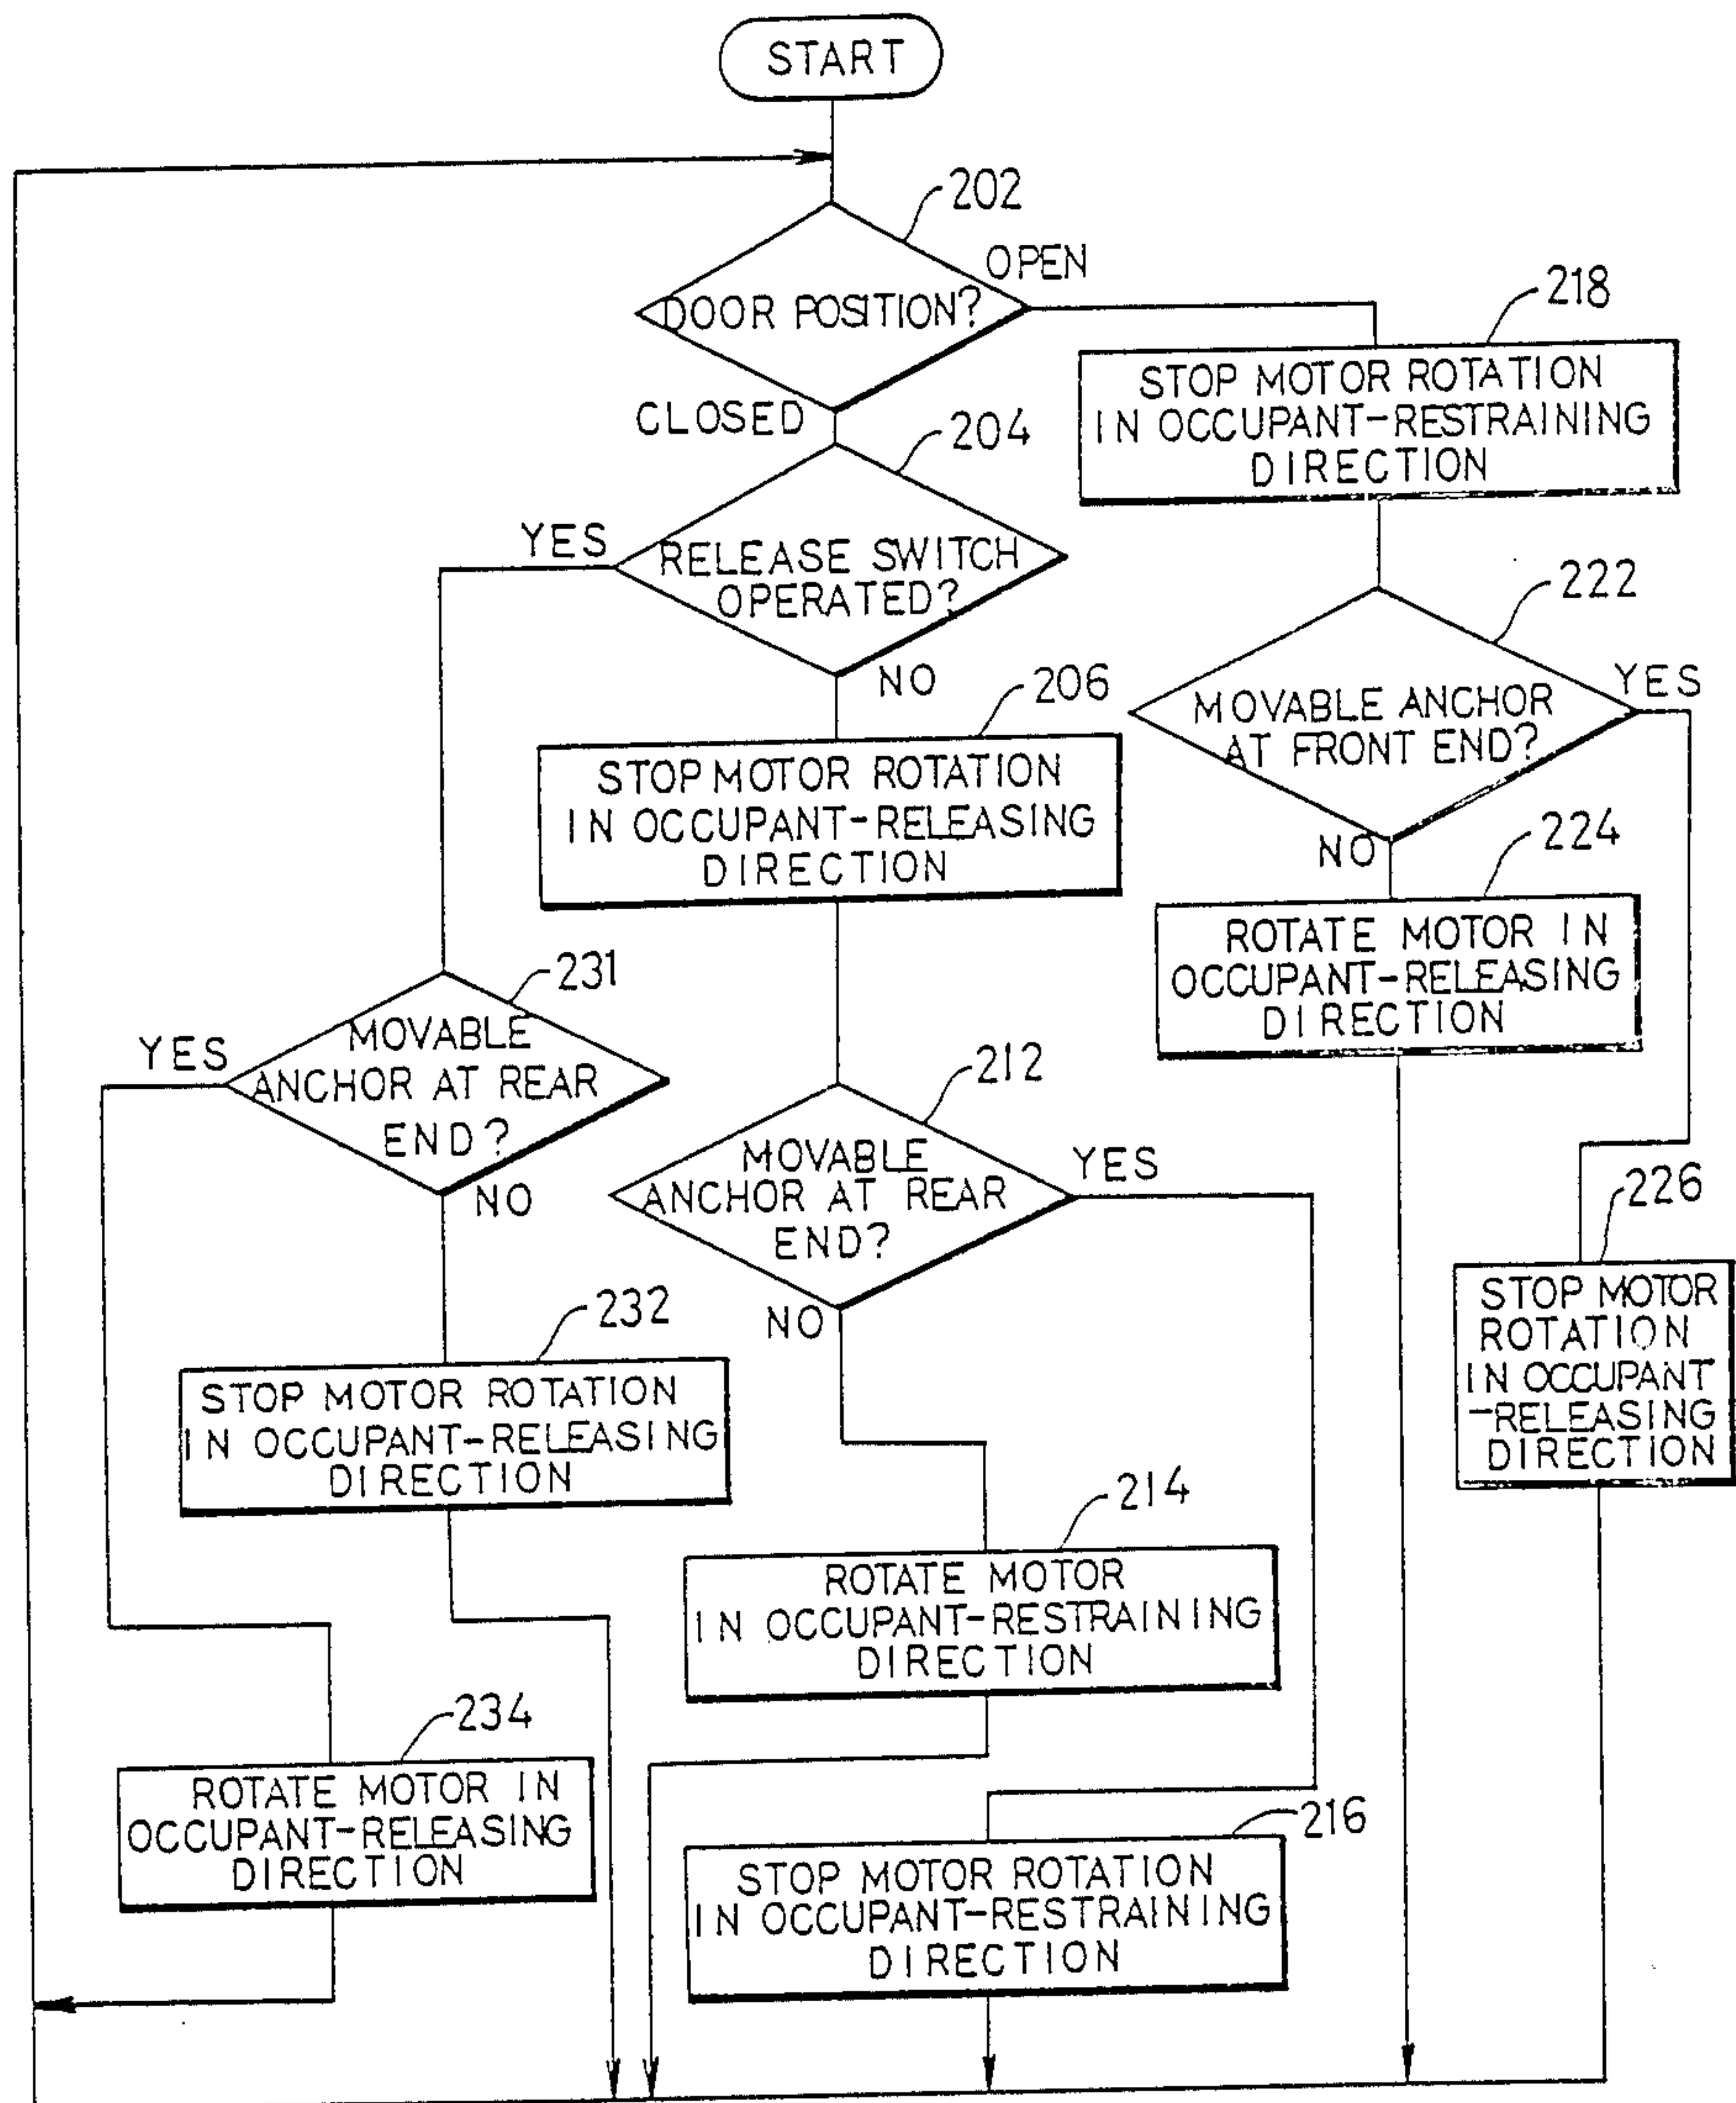 START
202
OPEN
DOOR POSITION?
218
CLOSED
STOP MOTOR ROTATION
IN OCCUPANT-RESTRAINING
DIRECTION
204
YES
RELEASE SWITCH
OPERATED?
NO
222
YES
MOVABLE ANCHOR
AT FRONT END?
NO
206
STOP MOTOR ROTATION
IN OCCUPANT-RELEASING
DIRECTION
224
ROTATE MOTOR IN
OCCUPANT-RELEASING
DIRECTION
231
YES
MOVABLE
ANCHOR AT REAR
END?
NO
212
MOVABLE
ANCHOR AT REAR
END?
YES
NO
226
STOP MOTOR
ROTATION
IN OCCUPANT
-RELEASING
DIRECTION
232
STOP MOTOR ROTATION
IN OCCUPANT-RELEASING
DIRECTION
214
ROTATE MOTOR
IN OCCUPANT-RESTRAINING
DIRECTION
234
ROTATE MOTOR IN
OCCUPANT-RELEASING
DIRECTION
216
STOP MOTOR ROTATION
IN OCCUPANT-RESTRAINING
DIRECTION